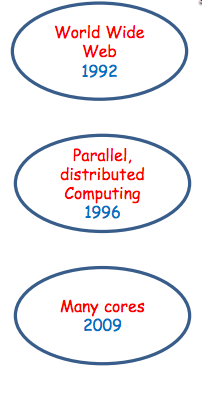 World Wide
Web
1992
Parallel,
distributed
Computing
1996
Many cores
2009